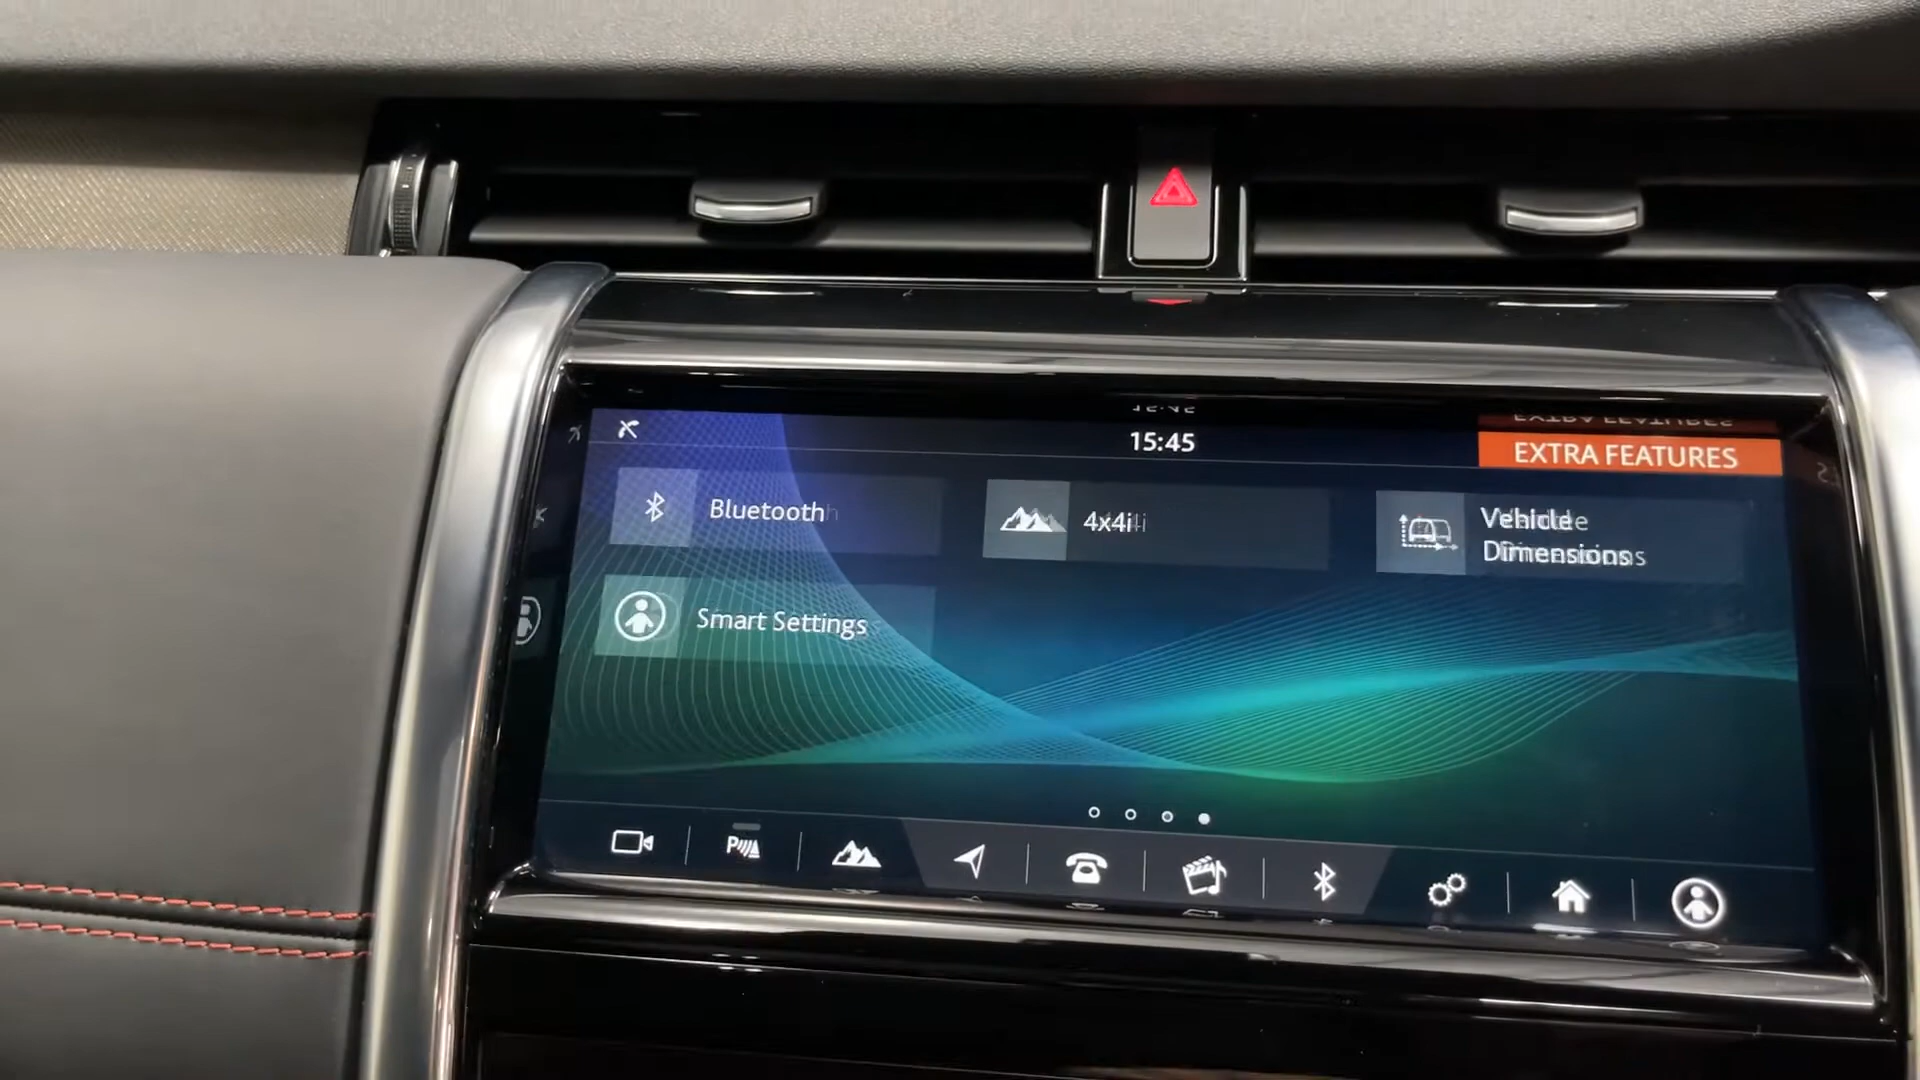 15:45
EXTRA FEATURES
Bluetooth
4x4i
Vehicle
Dimensions
Smart Settings
P